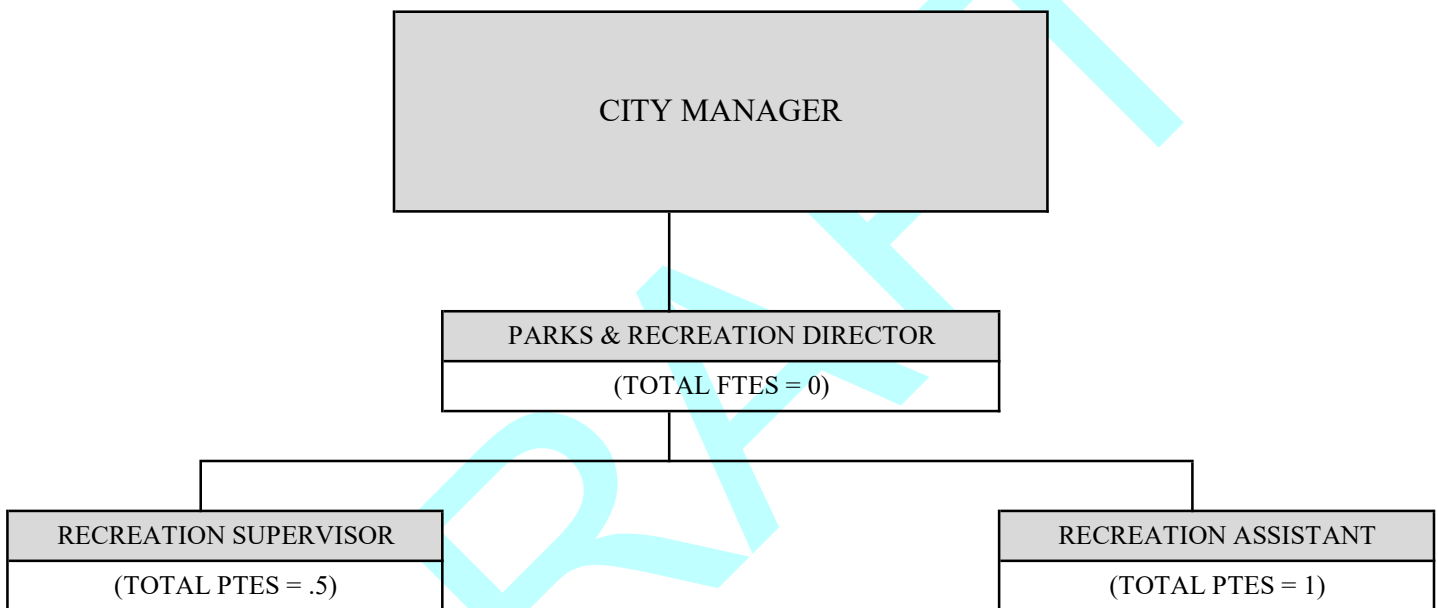 CITY MANAGER
PARKS & RECREATION DIRECTOR
(TOTAL FTES = 0)
RECREATION SUPERVISOR
RECREATION ASSISTANT
(TOTAL PTES = .5)
(TOTAL PTES = 1)